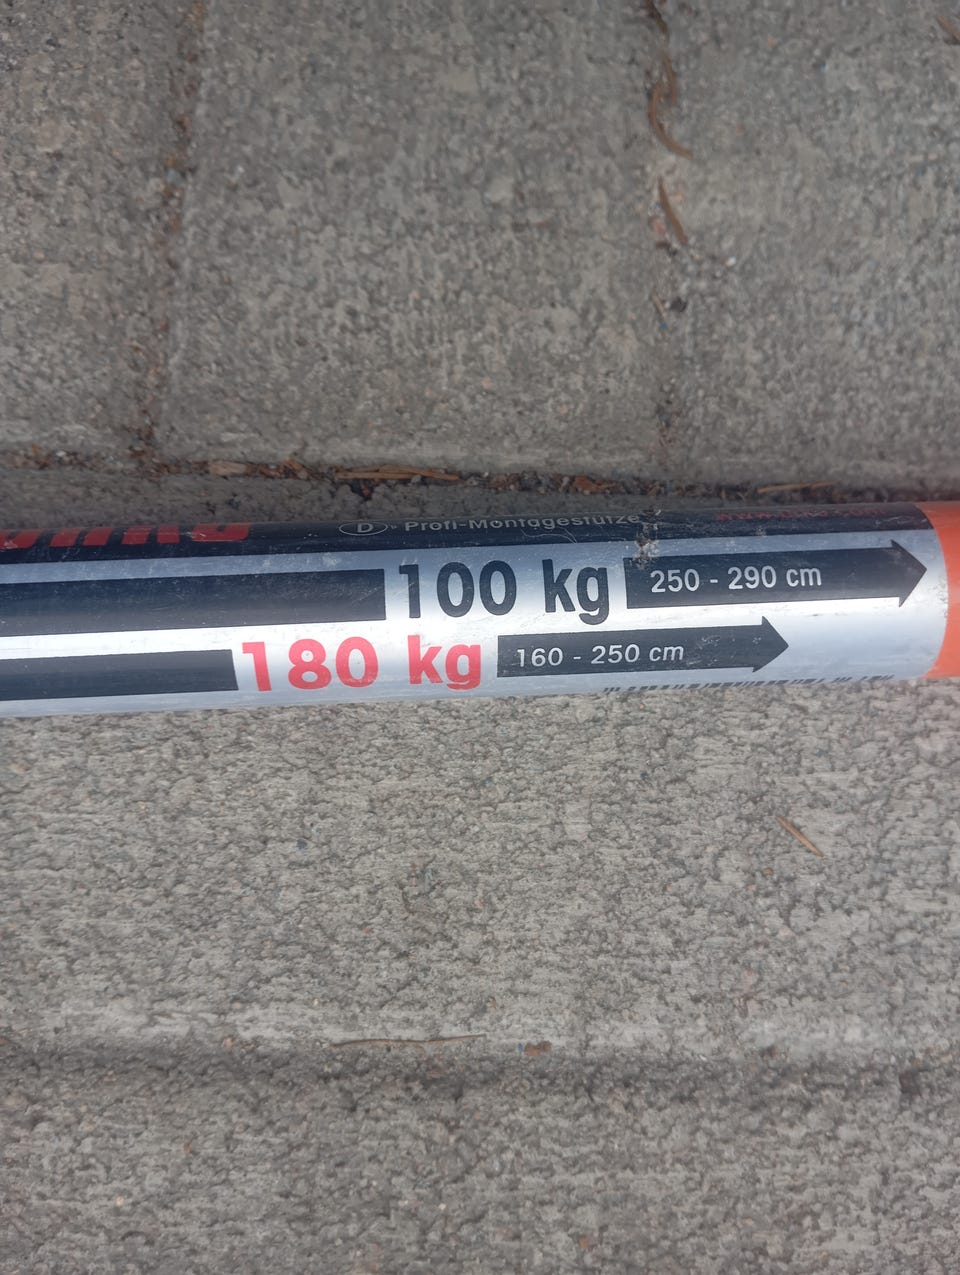 D Profi-Montagestütze
100 kg 250 - 290 cm
180 kg 160 - 250 cm